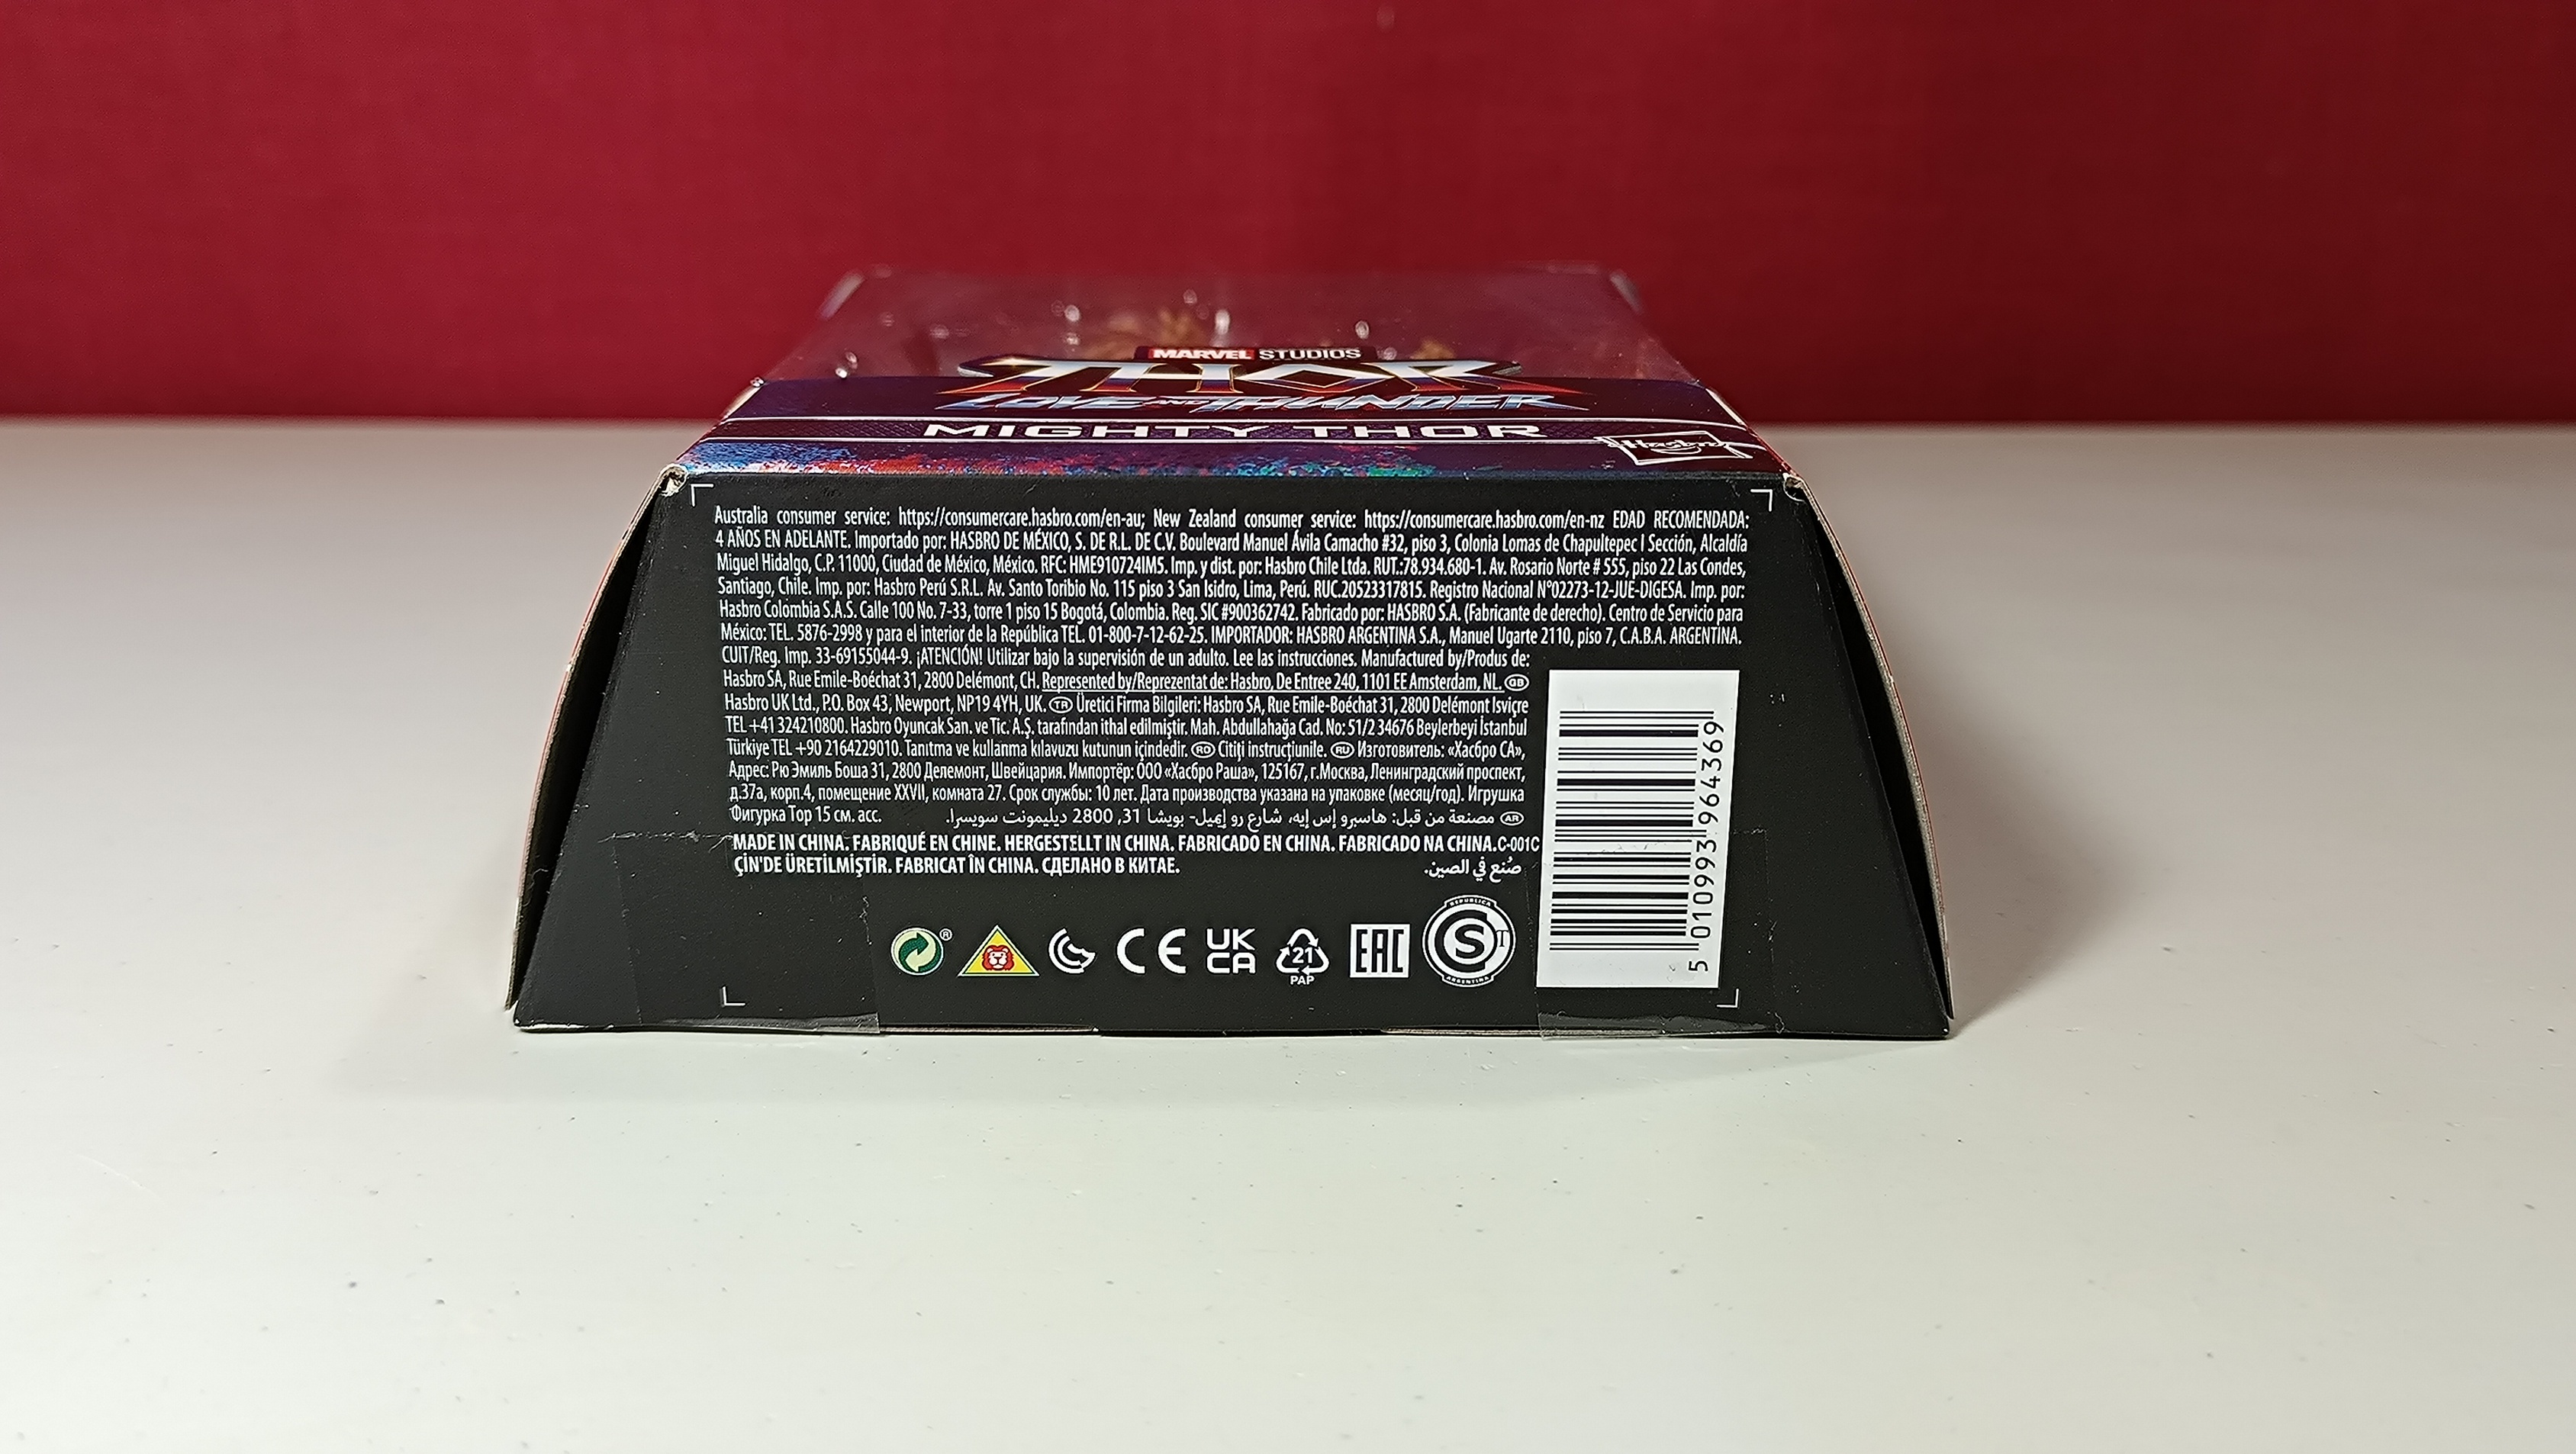 MARVEL STUDIOS
THOR
LOVE AND THUNDER
MIGHTY THOR
Hasbro
Australia consumer service: https://consumercare.hasbro.com/en-au; New Zealand consumer service: https://consumercare.hasbro.com/en-nz EDAD RECOMENDADA:
4 AÑOS EN ADELANTE. Importado por: HASBRO DE MÉXICO, S. DE R.L. DE C.V. Boulevard Manuel Ávila Camacho #32, piso 3, Colonia Lomas de Chapultepec I Sección, Alcaldía
Miguel Hidalgo, C.P. 11000, Ciudad de México, México. RFC: HME910724IM5. Imp. y dist. por: Hasbro Chile Ltda. RUT.:78.934.680-1. Av. Rosario Norte # 555, piso 22 Las Condes,
Santiago, Chile. Imp. por: Hasbro Perú S.R.L. Av. Santo Toribio No. 115 piso 3 San Isidro, Lima, Perú. RUC.20523317815. Registro Nacional N°02273-12-JUE-DIGESA. Imp. por:
Hasbro Colombia S.A.S. Calle 100 No. 7-33, torre 1 piso 15 Bogotá, Colombia. Reg. SIC #900362742. Fabricado por: HASBRO S.A. (Fabricante de derecho). Centro de Servicio para
México: TEL. 5876-2998 y para el interior de la República TEL. 01-800-7-12-62-25. IMPORTADOR: HASBRO ARGENTINA S.A., Manuel Ugarte 2110, piso 7, C.A.B.A. ARGENTINA.
CUIT/Reg. Imp. 33-69155044-9. ¡ATENCIÓN! Utilizar bajo la supervisión de un adulto. Lee las instrucciones. Manufactured by/Produs de:
Hasbro SA, Rue Emile-Boéchat 31, 2800 Delémont, CH. Represented by/Reprezentat de: Hasbro, De Entree 240, 1101 EE Amsterdam, NL. GB
Hasbro UK Ltd., P.O. Box 43, Newport, NP19 4YH, UK. TR Üretici Firma Bilgileri: Hasbro SA, Rue Emile-Boéchat 31, 2800 Delémont İsviçre
TEL +41 324210800. Hasbro Oyuncak San. ve Tic. A.Ş. tarafından ithal edilmiştir. Mah. Abdullahağa Cad. No: 51/2 34676 Beylerbeyi İstanbul
Türkiye TEL +90 2164229010. Tanıtma ve kullanma kılavuzu kutunun içindedir. RO Citiți instrucțiunile. RU Изготовитель: «Хасбро СА»,
Адрес: Рю Эмиль Боша 31, 2800 Делемонт, Швейцария. Импортёр: ООО «Хасбро Раша», 125167, г.Москва, Ленинградский проспект,
д.37а, корп.4, помещение XXVII, комната 27. Срок службы: 10 лет. Дата производства указана на упаковке (месяц/год). Игрушка
Фигурка Тор 15 см. асс.
AR مصنعة من قبل: هاسبرو إس إيه، شارع رو إميل- بويشا 31, 2800 ديليمونت سويسرا.
MADE IN CHINA. FABRIQUÉ EN CHINE. HERGESTELLT IN CHINA. FABRICADO EN CHINA. FABRICADO NA CHINA. C-001C
ÇİN'DE ÜRETİLMİŞTİR. FABRICAT ÎN CHINA. СДЕЛАНО В КИТАЕ.
صُنع في الصين.
CE
UK
CA
21
PAP
EAC
REPUBLICA
S
T
ARGENTINA
5 010993 964369